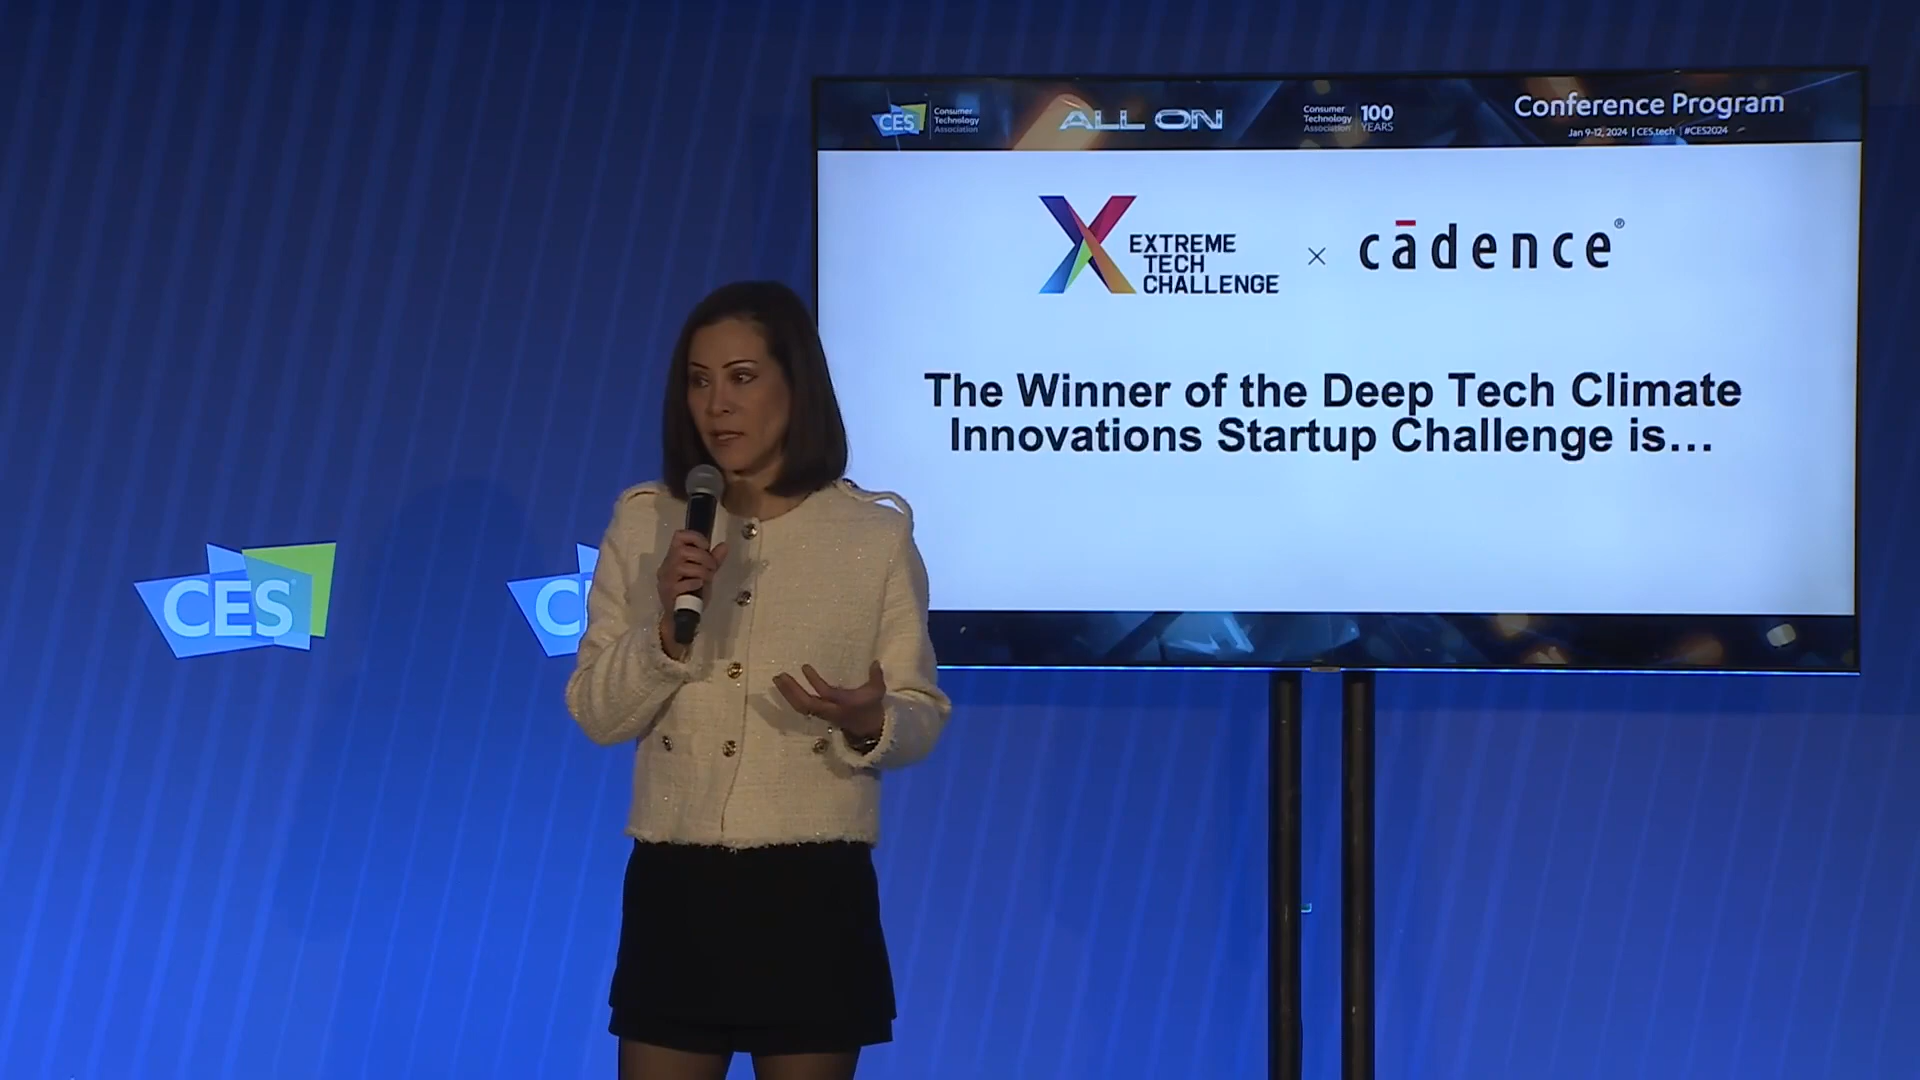 CES
Consumer
Technology
Association
ALL ON
Consumer
Technology
Association
100
YEARS
Conference Program
Jan 9-12, 2024 | CES.tech | #CES2024
EXTREME
TECH
CHALLENGE
×
cādence®
The Winner of the Deep Tech Climate
Innovations Startup Challenge is...
CES®
C